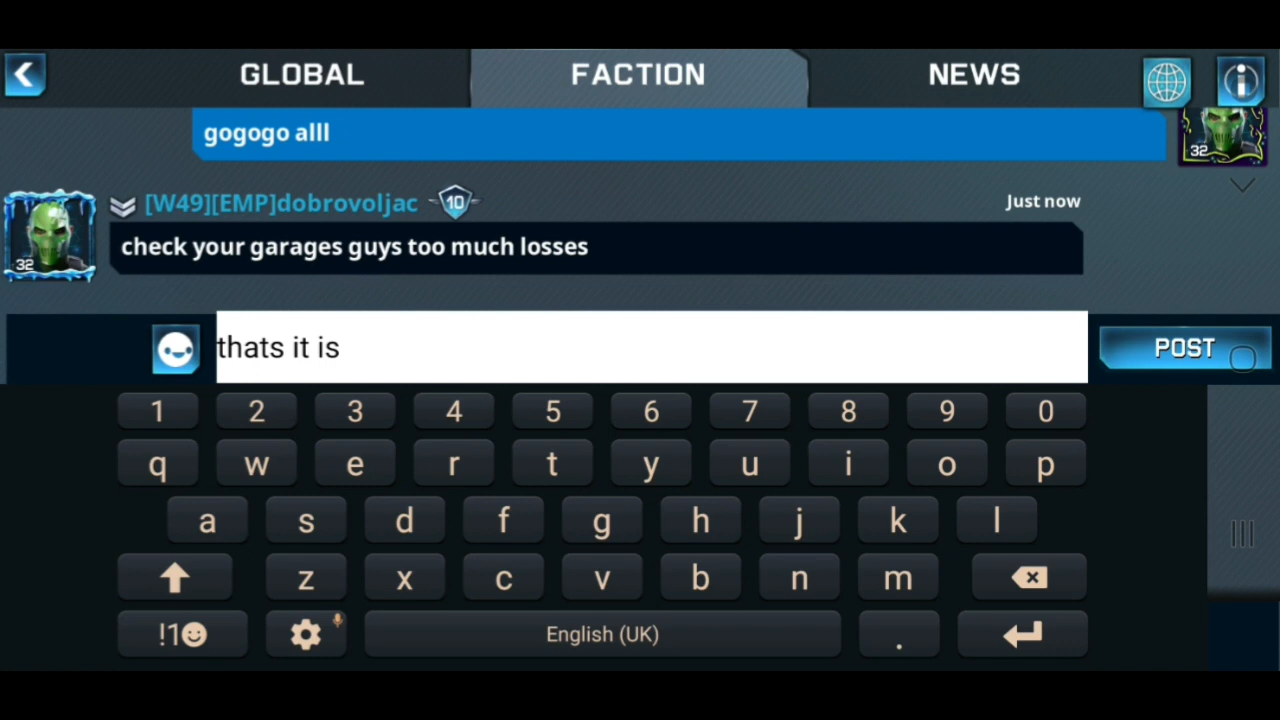 GLOBAL
FACTION
NEWS
gogogo alll
32
[W49][EMP]dobrovoljac
10
Just now
check your garages guys too much losses
32
thats it is
POST
1 2 3 4 5 6 7 8 9 0
q w e r t y u i o p
a s d f g h j k l
z x c v b n m
!1
English (UK)
.